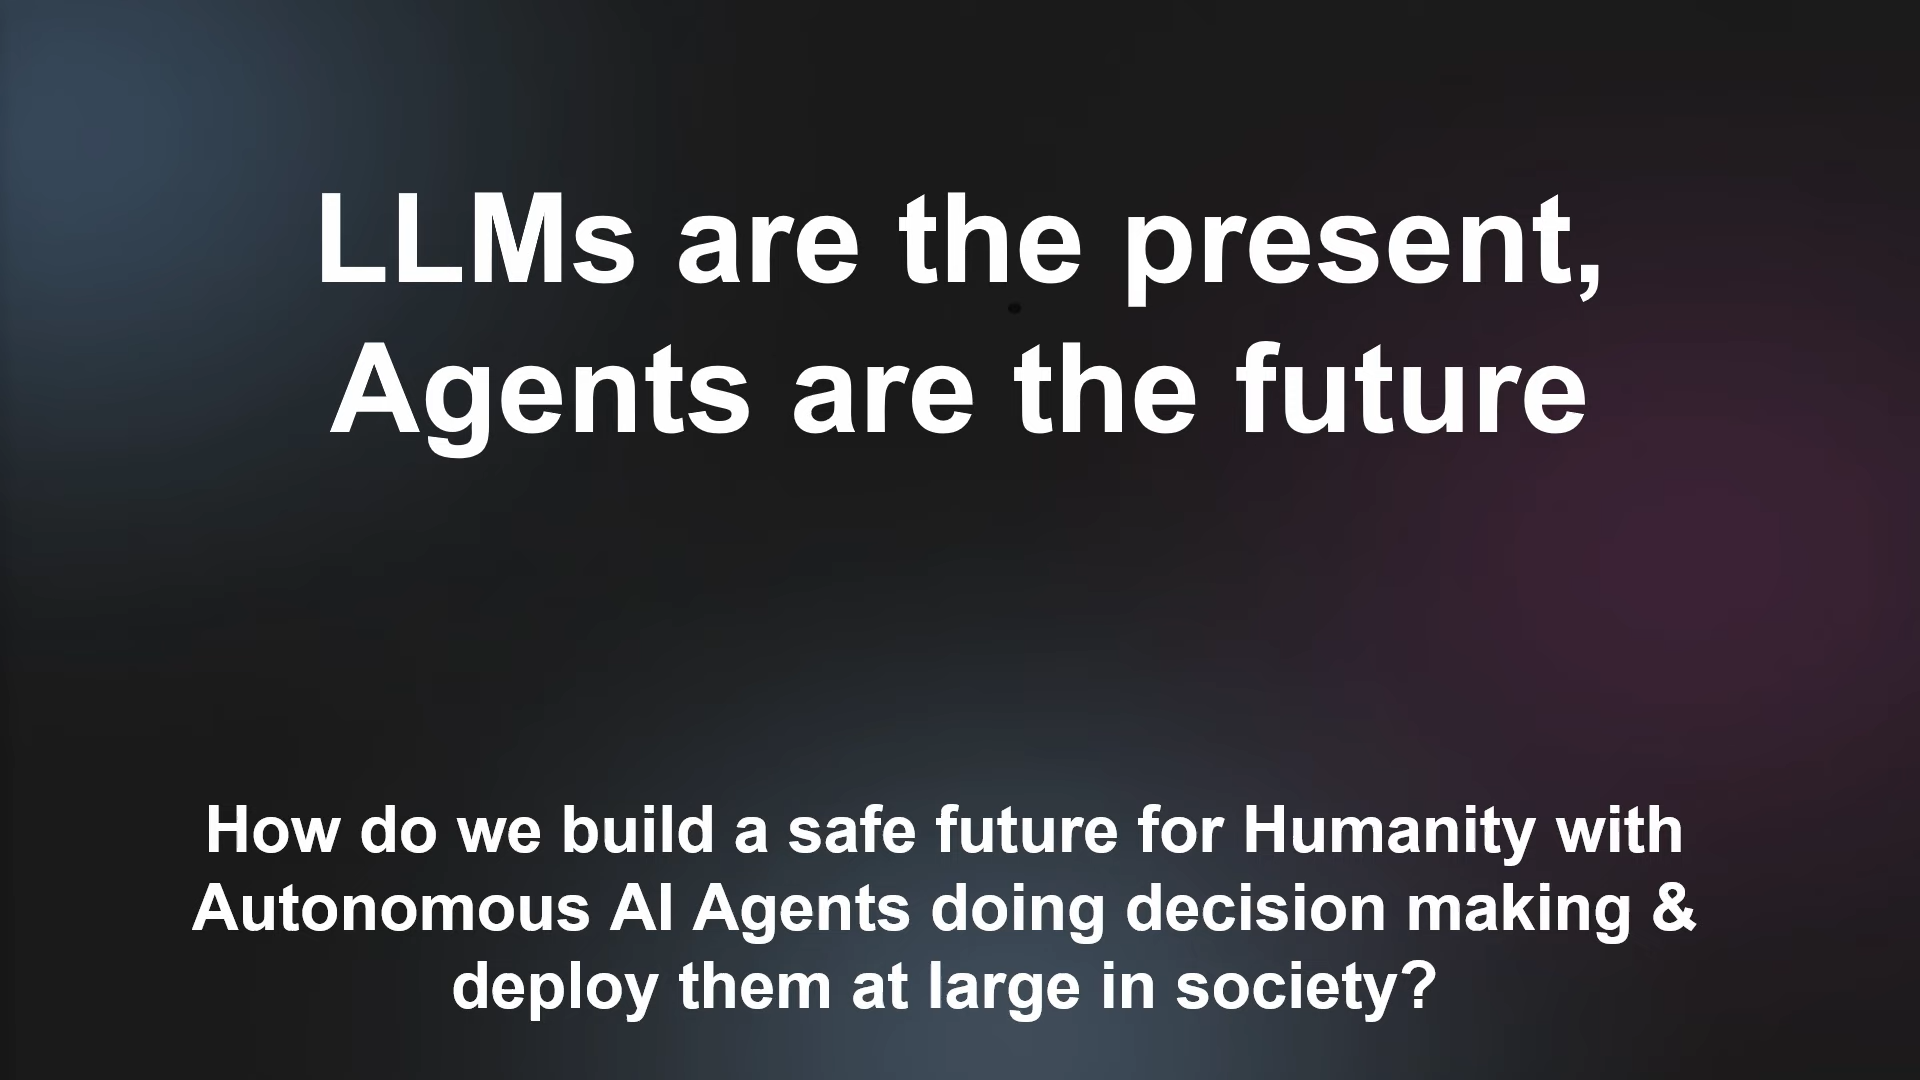 LLMs are the present,
Agents are the future
How do we build a safe future for Humanity with
Autonomous AI Agents doing decision making &
deploy them at large in society?